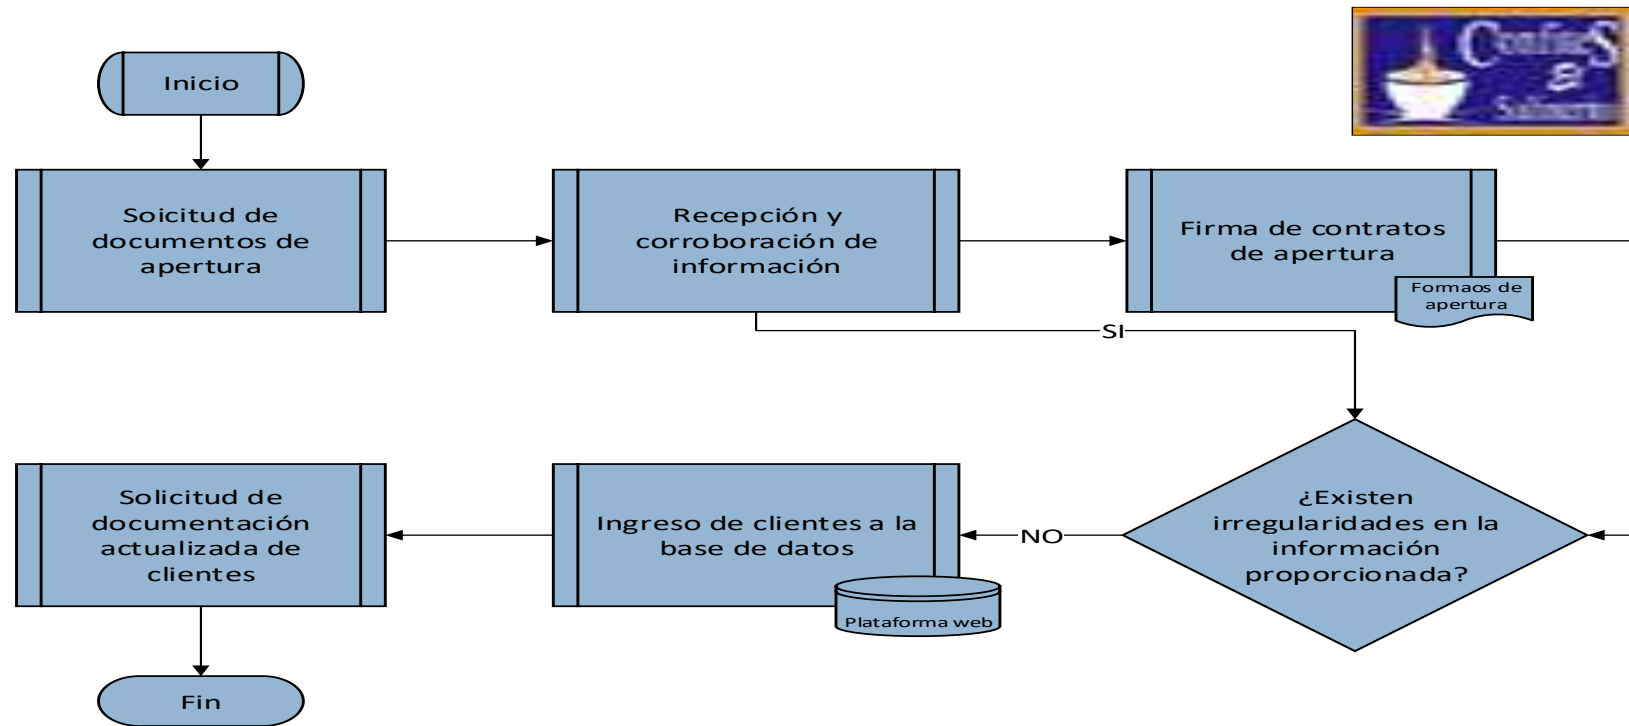 Inicio
ConfineS
&
Soicitud de
documentos de
apertura
Recepción y
corroboración de
información
Firma de contratos
de apertura
Formaos de
apertura
SI
¿Existen
irregularidades en la
información
proporcionada?
NO
Ingreso de clientes a la
base de datos
Plataforma web
Solicitud de
documentación
actualizada de
clientes
Fin